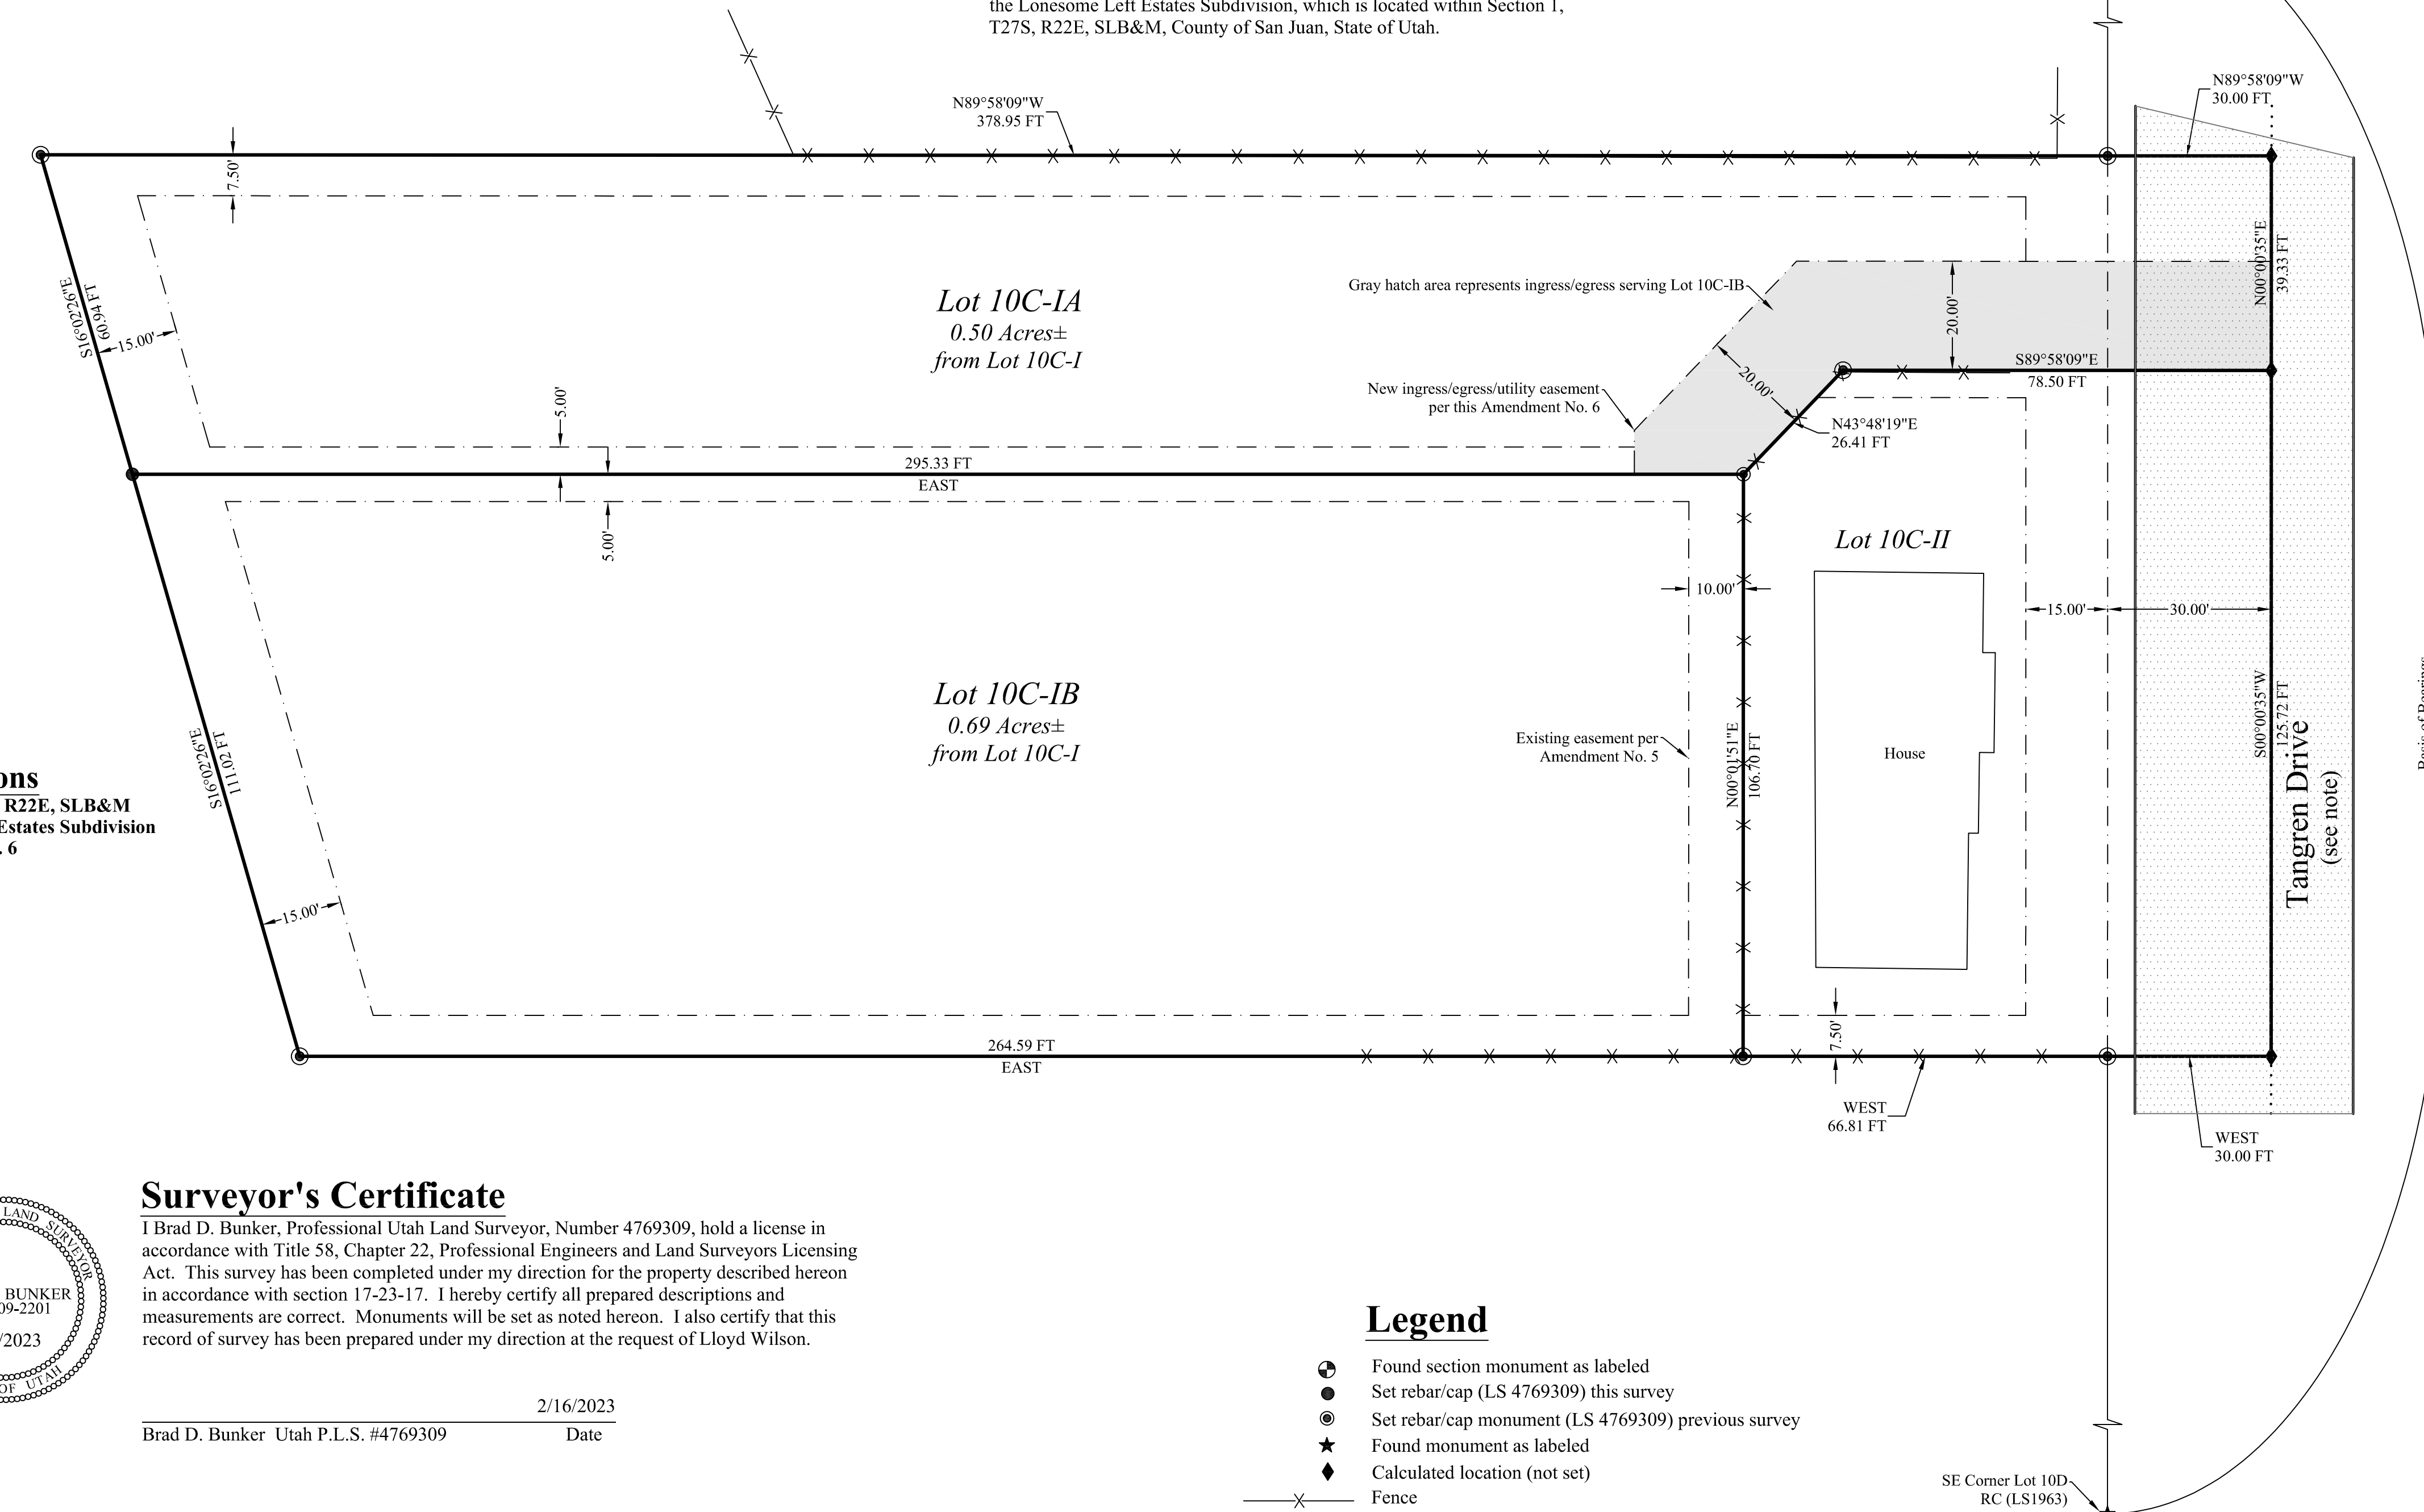 the Lonesome Left Estates Subdivision, which is located within Section 1,
T27S, R22E, SLB&M, County of San Juan, State of Utah.
N89°58'09"W
378.95 FT
N89°58'09"W
30.00 FT
7.50'
S16°02'26"E
60.94 FT
15.00'
Lot 10C-IA
0.50 Acres±
from Lot 10C-I
Gray hatch area represents ingress/egress serving Lot 10C-IB
20.00'
N00°00'35"E
39.33 FT
S89°58'09"E
78.50 FT
New ingress/egress/utility easement
per this Amendment No. 6
20.00'
N43°48'19"E
26.41 FT
5.00'
295.33 FT
EAST
5.00'
Lot 10C-II
10.00'
15.00'
30.00'
Lot 10C-IB
0.69 Acres±
from Lot 10C-I
Existing easement per
Amendment No. 5
N00°01'51"E
106.70 FT
House
S00°00'35"W
125.72 FT
Tangren Drive
(see note)
S16°02'26"E
111.02 FT
ons
R22E, SLB&M
Estates Subdivision
. 6
15.00'
264.59 FT
EAST
7.50'
WEST
66.81 FT
WEST
30.00 FT
Surveyor's Certificate
I Brad D. Bunker, Professional Utah Land Surveyor, Number 4769309, hold a license in
accordance with Title 58, Chapter 22, Professional Engineers and Land Surveyors Licensing
Act.  This survey has been completed under my direction for the property described hereon
in accordance with section 17-23-17.  I hereby certify all prepared descriptions and
measurements are correct.  Monuments will be set as noted hereon.  I also certify that this
record of survey has been prepared under my direction at the request of Lloyd Wilson.
2/16/2023
Brad D. Bunker  Utah P.L.S. #4769309
Date
LAND SURVEYOR
BUNKER
09-2201
/2023
OF UTAH
Legend
Found section monument as labeled
Set rebar/cap (LS 4769309) this survey
Set rebar/cap monument (LS 4769309) previous survey
Found monument as labeled
Calculated location (not set)
Fence
SE Corner Lot 10D
RC (LS1963)